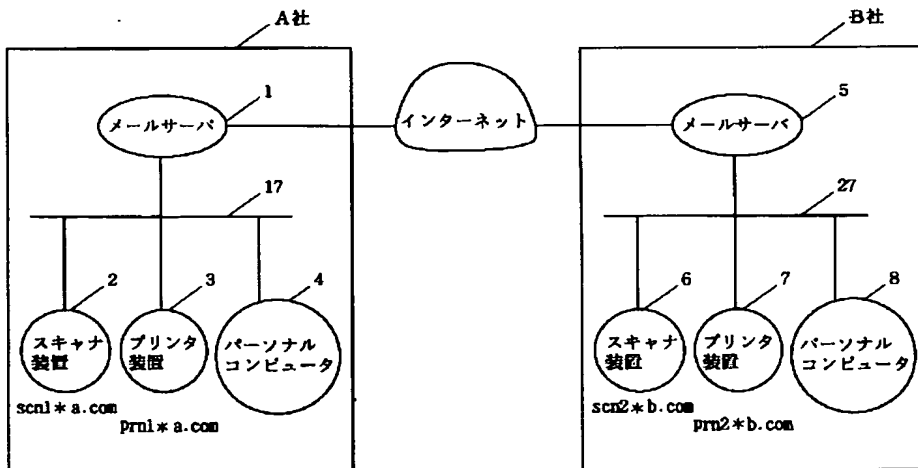 A社
B社
1
5
メールサーバ
インターネット
メールサーバ
17
27
2
3
4
6
7
8
スキャナ
装置
プリンタ
装置
パーソナル
コンピュータ
スキャナ
装置
プリンタ
装置
パーソナル
コンピュータ
scn1*a.com
prn1*a.com
scn2*b.com
prn2*b.com